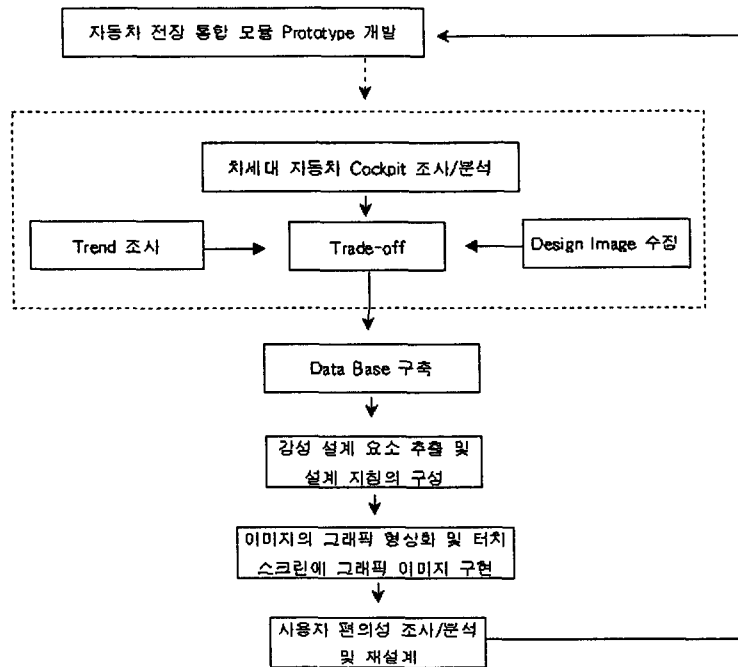 자동차 전장 통합 모듈 Prototype 개발
차세대 자동차 Cockpit 조사/분석
Trend 조사
Trade-off
Design Image 수집
Data Base 구축
감성 설계 요소 추출 및
설계 지침의 구성
이미지의 그래픽 형상화 및 터치
스크린에 그래픽 이미지 구현
사용자 편의성 조사/분석
및 재설계